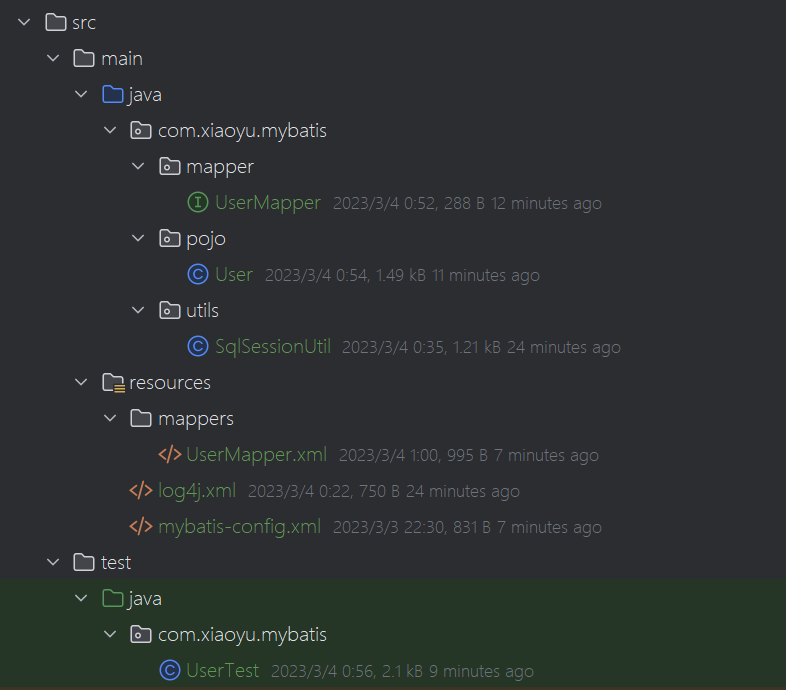 src
main
java
com.xiaoyu.mybatis
mapper
UserMapper 2023/3/4 0:52, 288 B 12 minutes ago
pojo
User 2023/3/4 0:54, 1.49 kB 11 minutes ago
utils
SqlSessionUtil 2023/3/4 0:35, 1.21 kB 24 minutes ago
resources
mappers
UserMapper.xml 2023/3/4 1:00, 995 B 7 minutes ago
log4j.xml 2023/3/4 0:22, 750 B 24 minutes ago
mybatis-config.xml 2023/3/3 22:30, 831 B 7 minutes ago
test
java
com.xiaoyu.mybatis
UserTest 2023/3/4 0:56, 2.1 kB 9 minutes ago